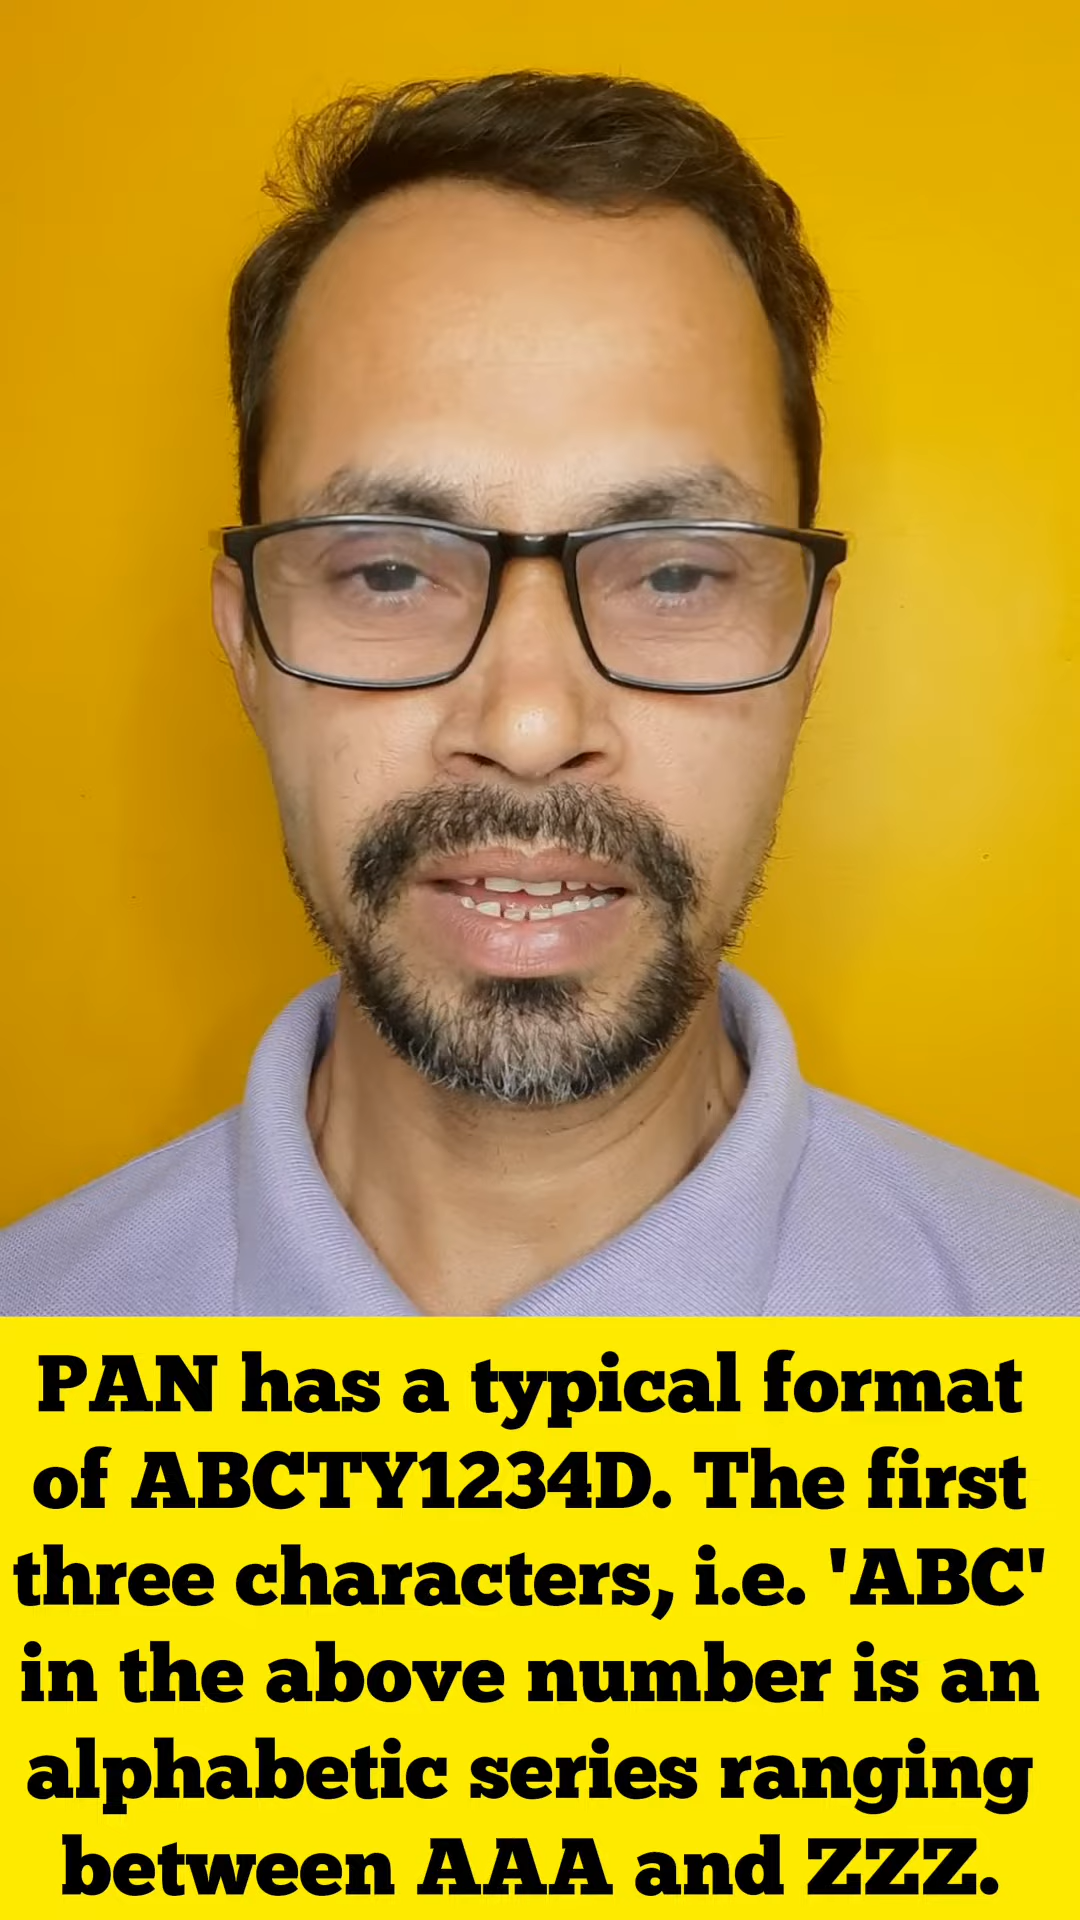 PAN has a typical format
of ABCTY1234D. The first
three characters, i.e. 'ABC'
in the above number is an
alphabetic series ranging
between AAA and ZZZ.